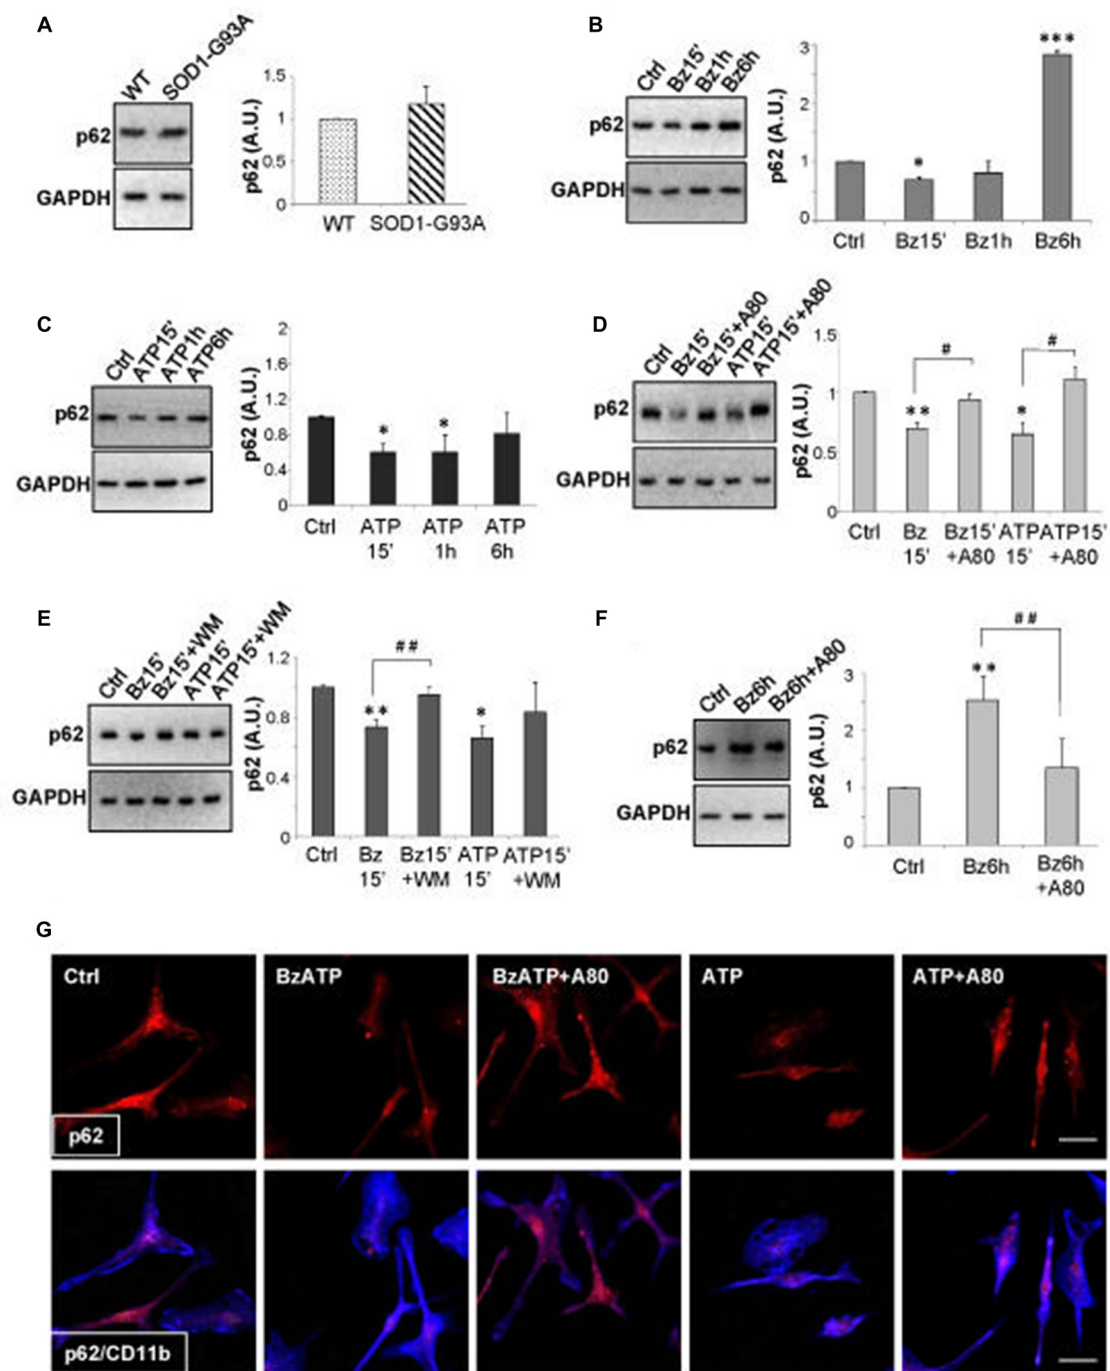 A
WT
SOD1-G93A
p62
GAPDH
p62 (A.U.)
1.5
1
0.5
0
WT SOD1-G93A
B
Ctrl
Bz15'
Bz1h
Bz6h
p62
GAPDH
p62 (A.U.)
3
2
1
0
*
***
Ctrl Bz15' Bz1h Bz6h
C
Ctrl
ATP15'
ATP1h
ATP6h
p62
GAPDH
p62 (A.U.)
2
1.6
1.2
0.8
0.4
0
*
*
Ctrl ATP ATP ATP
15' 1h 6h
D
Ctrl
Bz15'
Bz15'+A80
ATP15'
ATP15'+A80
p62
GAPDH
p62 (A.U.)
1.5
1
0.5
0
**
#
*
#
Ctrl Bz Bz15' ATP ATP15'
15' +A80 15' +A80
E
Ctrl
Bz15'
Bz15'+WM
ATP15'
ATP15'+WM
p62
GAPDH
p62 (A.U.)
1.2
0.8
0.4
0
**
##
*
Ctrl Bz Bz15' ATP ATP15'
15' +WM 15' +WM
F
Ctrl
Bz6h
Bz6h+A80
p62
GAPDH
p62 (A.U.)
3
2
1
0
**
##
Ctrl Bz6h Bz6h
+A80
G
Ctrl
BzATP
BzATP+A80
ATP
ATP+A80
p62
p62/CD11b